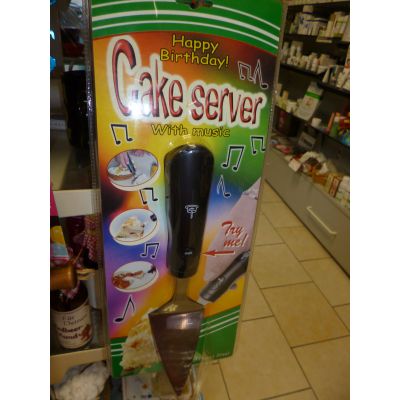 Happy
Birthday!
Cake server
With music
Try
me!